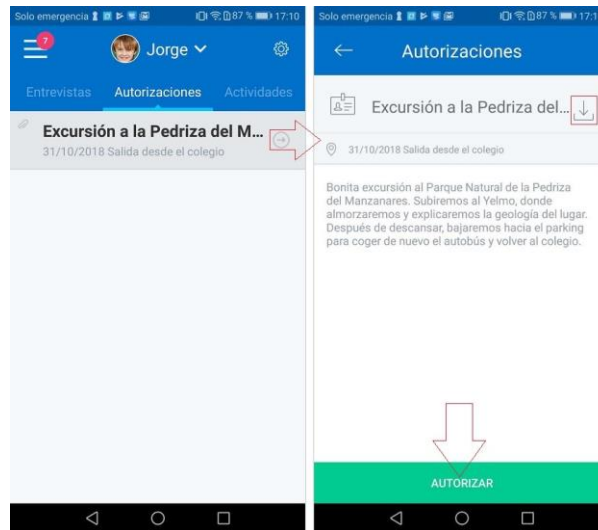 Solo emergencia 87 % 17:10
7
Jorge
Entrevistas Autorizaciones Actividades
Excursión a la Pedriza del M...
31/10/2018 Salida desde el colegio
Solo emergencia 87 % 17:1
Autorizaciones
Excursión a la Pedriza del...
31/10/2018 Salida desde el colegio
Bonita excursión al Parque Natural de la Pedriza
del Manzanares. Subiremos al Yelmo, donde
almorzaremos y explicaremos la geología del lugar.
Después de descansar, bajaremos hacia el parking
para coger de nuevo el autobús y volver al colegio.
AUTORIZAR